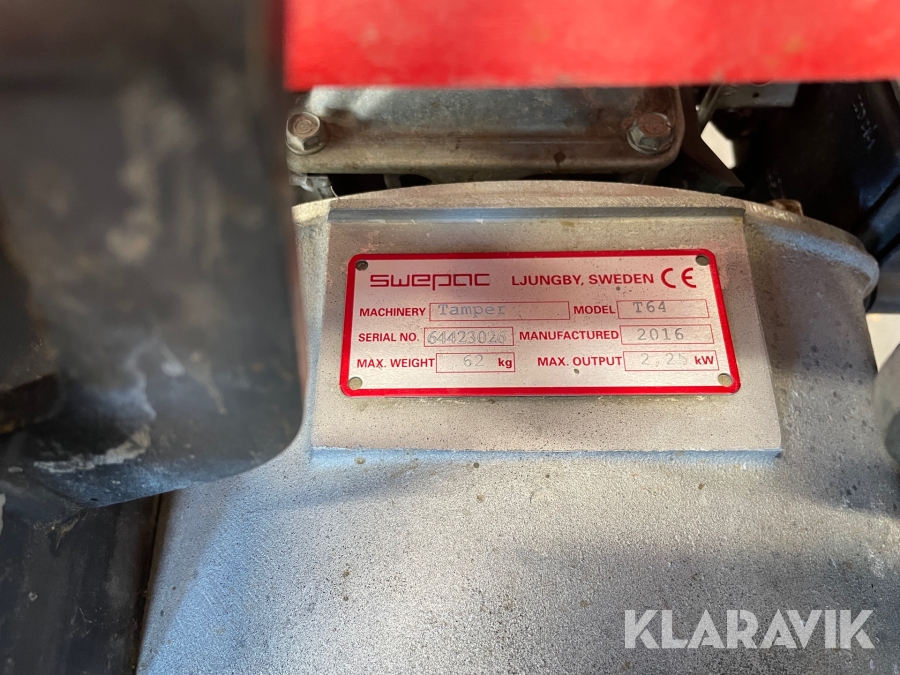 swepac LJUNGBY, SWEDEN CE
MACHINERY Tamper MODEL T64
SERIAL NO. 64423026 MANUFACTURED 2016
MAX. WEIGHT 62 kg MAX. OUTPUT 2,25 kW
KLARAVIK